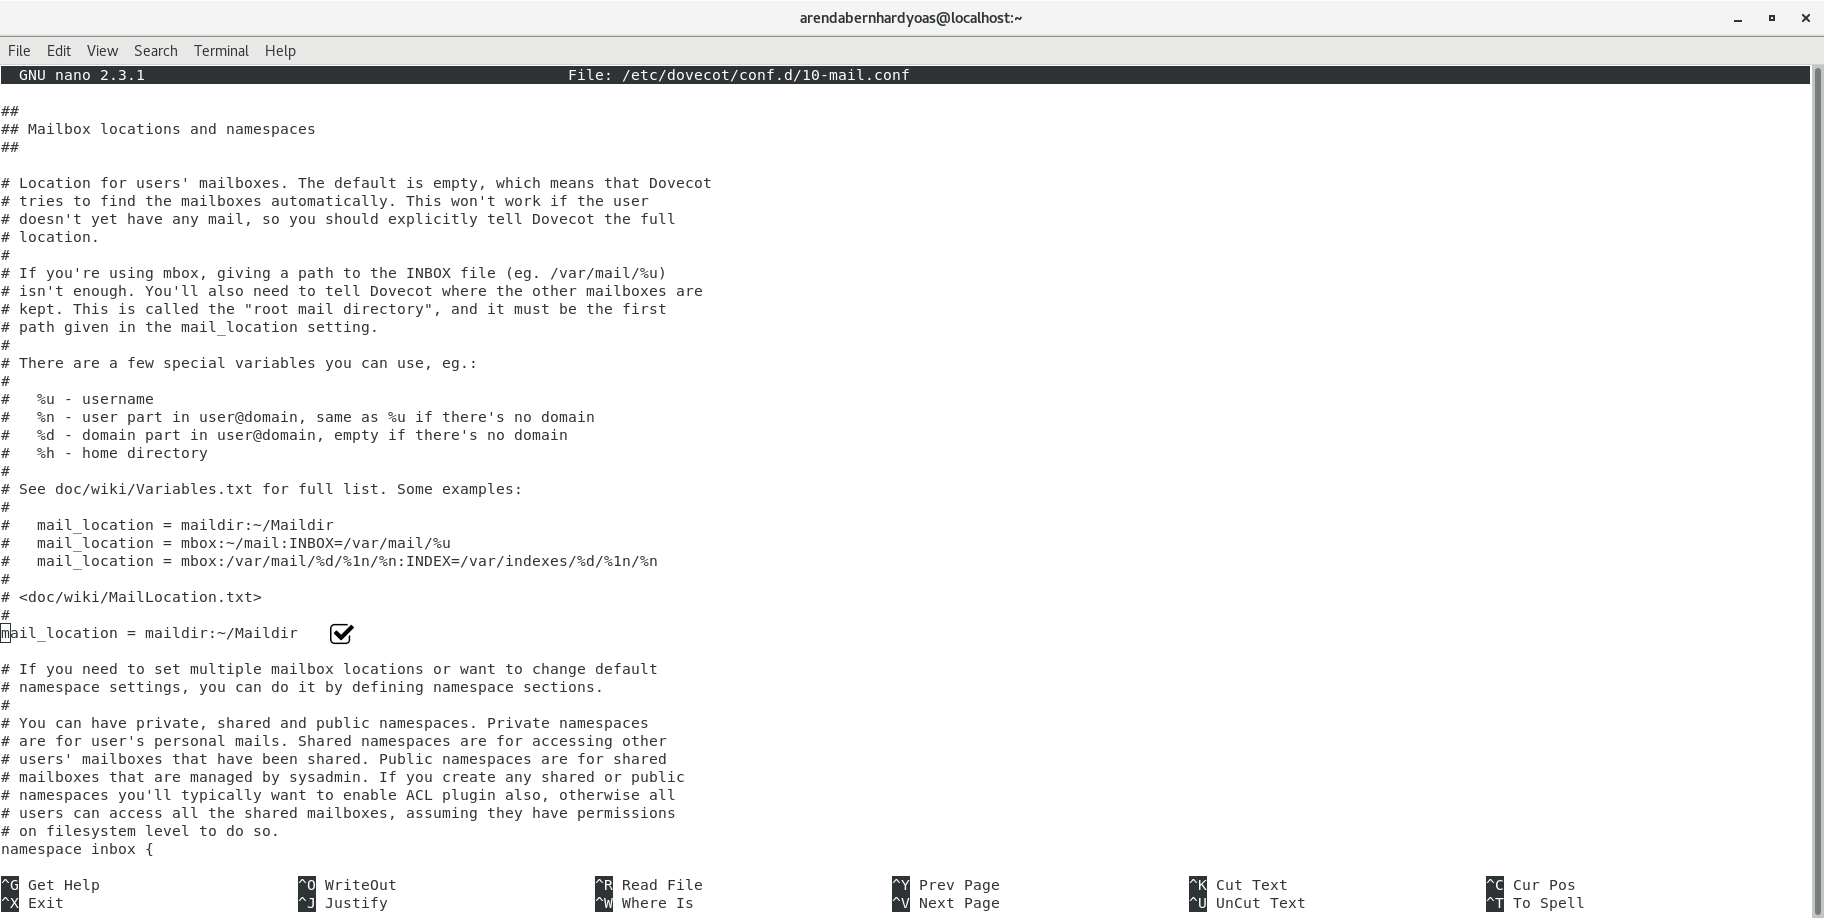 arendabernhardyoas@localhost:~
File Edit View Search Terminal Help
GNU nano 2.3.1 File: /etc/dovecot/conf.d/10-mail.conf
##
## Mailbox locations and namespaces
##
# Location for users' mailboxes. The default is empty, which means that Dovecot
# tries to find the mailboxes automatically. This won't work if the user
# doesn't yet have any mail, so you should explicitly tell Dovecot the full
# location.
#
# If you're using mbox, giving a path to the INBOX file (eg. /var/mail/%u)
# isn't enough. You'll also need to tell Dovecot where the other mailboxes are
# kept. This is called the "root mail directory", and it must be the first
# path given in the mail_location setting.
#
# There are a few special variables you can use, eg.:
#
#   %u - username
#   %n - user part in user@domain, same as %u if there's no domain
#   %d - domain part in user@domain, empty if there's no domain
#   %h - home directory
#
# See doc/wiki/Variables.txt for full list. Some examples:
#
#   mail_location = maildir:~/Maildir
#   mail_location = mbox:~/mail:INBOX=/var/mail/%u
#   mail_location = mbox:/var/mail/%d/%1n/%n:INDEX=/var/indexes/%d/%1n/%n
#
# <doc/wiki/MailLocation.txt>
#
mail_location = maildir:~/Maildir
# If you need to set multiple mailbox locations or want to change default
# namespace settings, you can do it by defining namespace sections.
#
# You can have private, shared and public namespaces. Private namespaces
# are for user's personal mails. Shared namespaces are for accessing other
# users' mailboxes that have been shared. Public namespaces are for shared
# mailboxes that are managed by sysadmin. If you create any shared or public
# namespaces you'll typically want to enable ACL plugin also, otherwise all
# users can access all the shared mailboxes, assuming they have permissions
# on filesystem level to do so.
namespace inbox {
^G Get Help ^O WriteOut ^R Read File ^Y Prev Page ^K Cut Text ^C Cur Pos
^X Exit ^J Justify ^W Where Is ^V Next Page ^U UnCut Text ^T To Spell